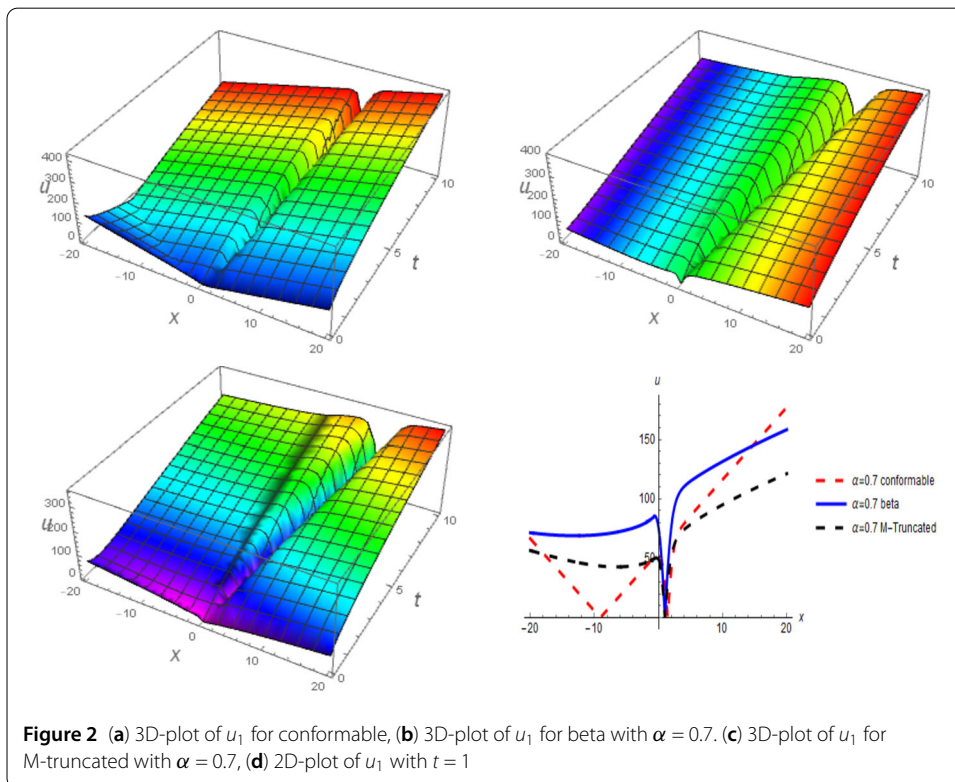 400
300
u
200
100
0
-20
-10
0
X
10
20
0
5
t
10
400
300
u
200
100
0
-20
-10
0
X
10
20
0
5
t
10
300
u
200
100
0
-20
-10
0
X
10
20
0
5
t
10
u
150
100
50
-20
-10
0
10
20
x
α=0.7 conformable
α=0.7 beta
α=0.7 M-Truncated
Figure 2 (a) 3D-plot of u₁ for conformable, (b) 3D-plot of u₁ for beta with α = 0.7. (c) 3D-plot of u₁ for
M-truncated with α = 0.7, (d) 2D-plot of u₁ with t = 1